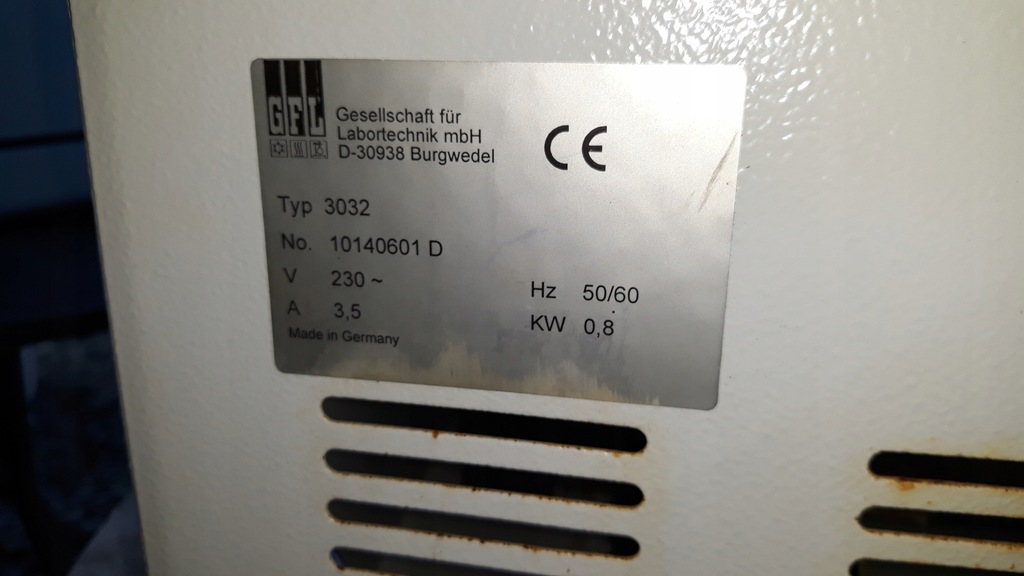 GFL
Gesellschaft für
Labortechnik mbH
D-30938 Burgwedel
CE
Typ 3032
No. 10140601 D
V 230 ~
Hz 50/60
A 3,5
KW 0,8
Made in Germany